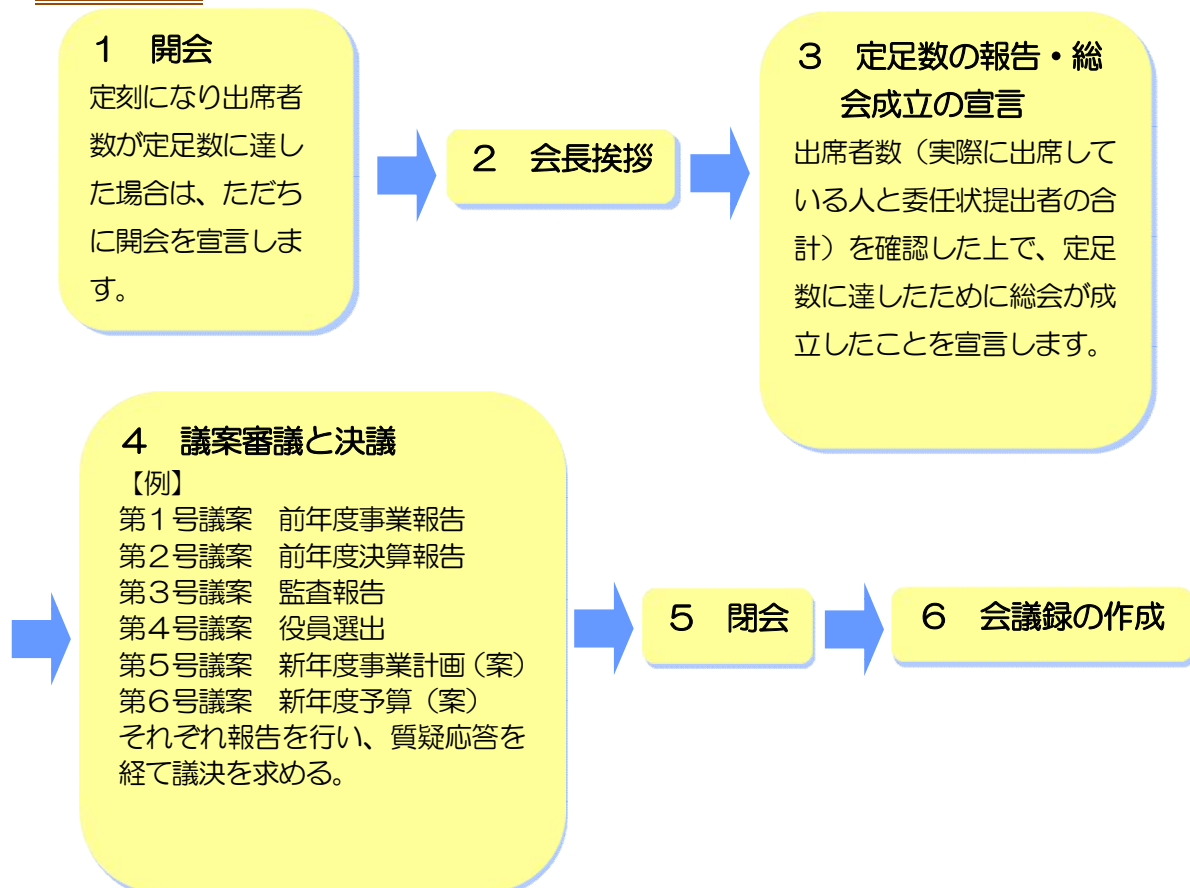 1　開会
定刻になり出席者
数が定足数に達し
た場合は、ただち
に開会を宣言しま
す。
2　会長挨拶
3　定足数の報告・総
会成立の宣言
出席者数（実際に出席して
いる人と委任状提出者の合
計）を確認した上で、定足
数に達したために総会が成
立したことを宣言します。
4　議案審議と決議
【例】
第１号議案　前年度事業報告
第２号議案　前年度決算報告
第３号議案　監査報告
第４号議案　役員選出
第５号議案　新年度事業計画（案）
第６号議案　新年度予算（案）
それぞれ報告を行い、質疑応答を
経て議決を求める。
5　閉会
6　会議録の作成